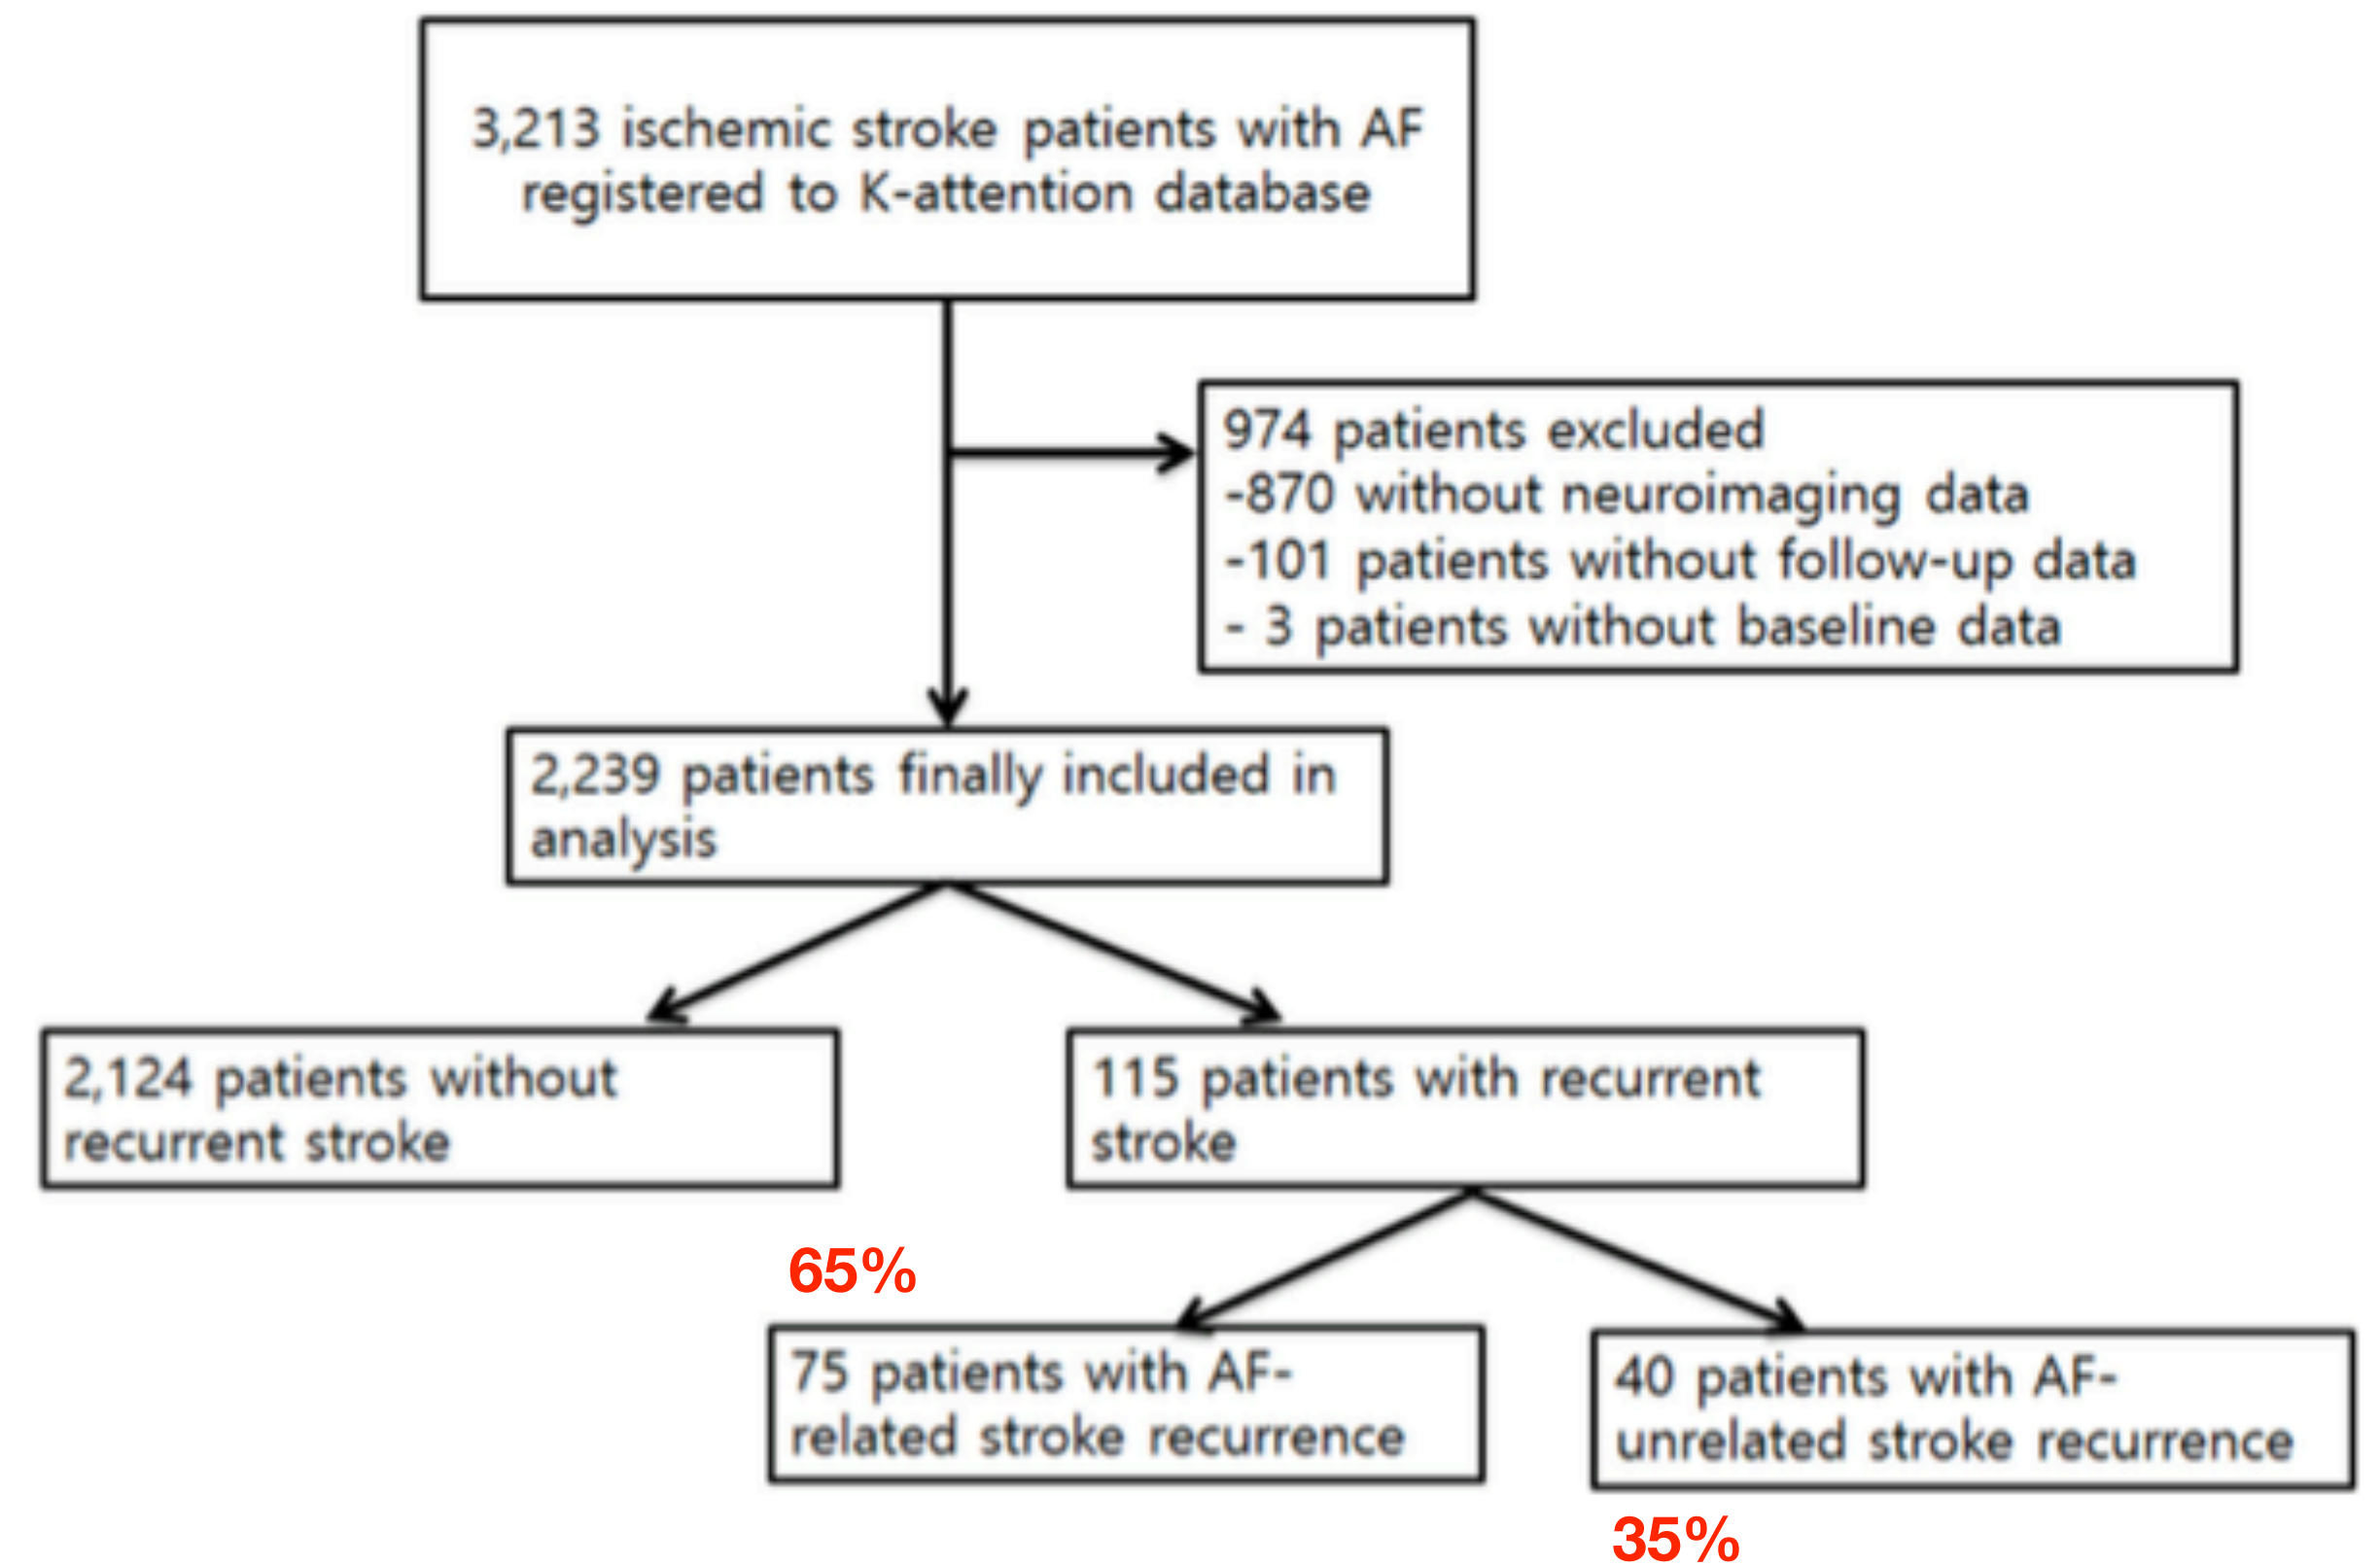 3,213 ischemic stroke patients with AF
registered to K-attention database
974 patients excluded
-870 without neuroimaging data
-101 patients without follow-up data
- 3 patients without baseline data
2,239 patients finally included in
analysis
2,124 patients without
recurrent stroke
115 patients with recurrent
stroke
65%
75 patients with AF-
related stroke recurrence
40 patients with AF-
unrelated stroke recurrence
35%